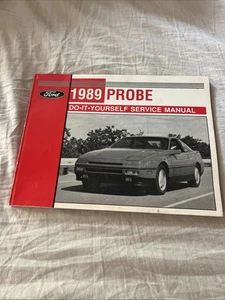 Ford
1989 PROBE
DO-IT-YOURSELF SERVICE MANUAL